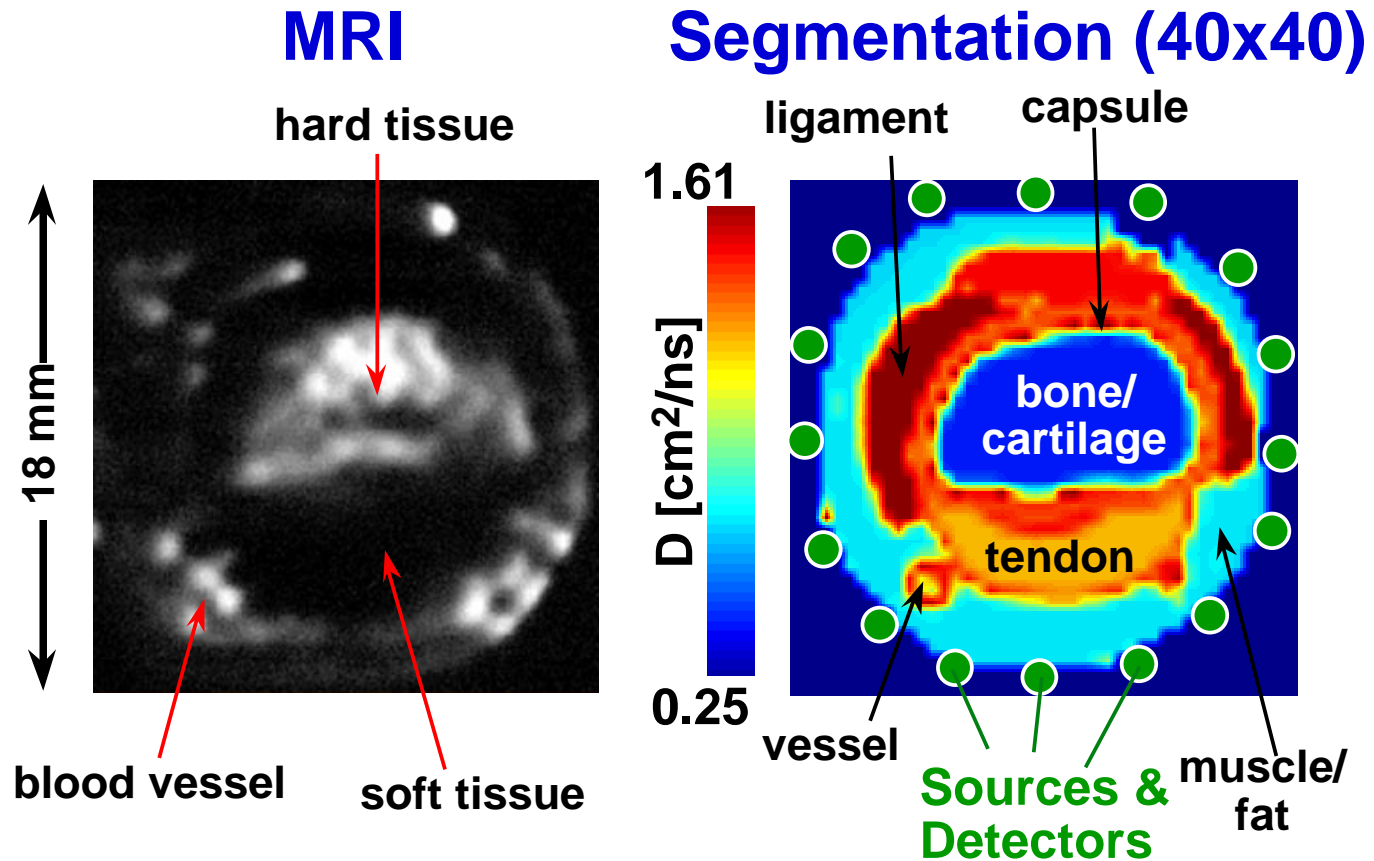 MRI
Segmentation (40x40)
hard tissue
ligament
capsule
1.61
18 mm
D [cm²/ns]
bone/
cartilage
tendon
0.25
blood vessel
soft tissue
vessel
Sources &
Detectors
muscle/
fat